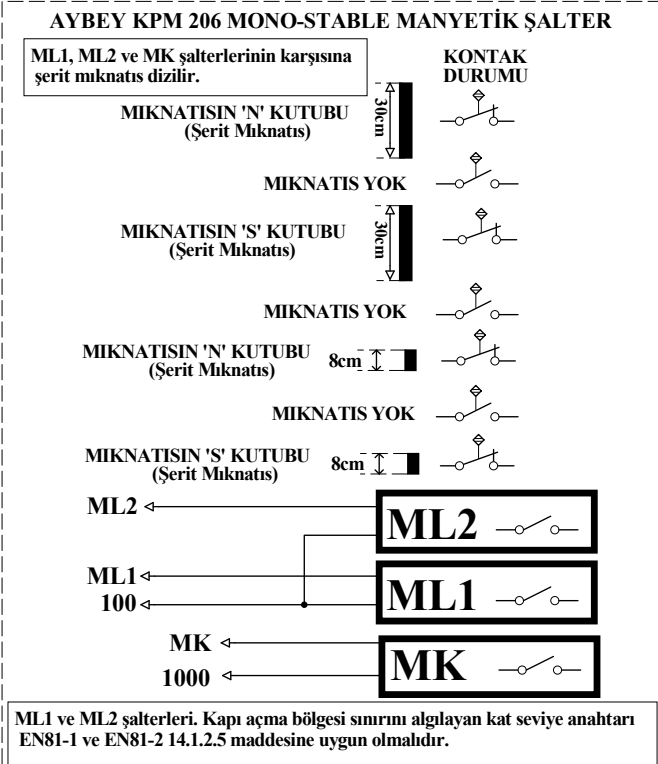 AYBEY KPM 206 MONO-STABLE MANYETİK ŞALTER
ML1, ML2 ve MK şalterlerinin karşısına
şerit mıknatıs dizilir.
KONTAK
DURUMU
MIKNATISIN 'N' KUTUBU
(Şerit Mıknatıs)
30cm
MIKNATIS YOK
MIKNATISIN 'S' KUTUBU
(Şerit Mıknatıs)
30cm
MIKNATIS YOK
MIKNATISIN 'N' KUTUBU
(Şerit Mıknatıs)
8cm
MIKNATIS YOK
MIKNATISIN 'S' KUTUBU
(Şerit Mıknatıs)
8cm
ML2
ML2
ML1
100
ML1
MK
1000
MK
ML1 ve ML2 şalterleri. Kapı açma bölgesi sınırını algılayan kat seviye anahtarı
EN81-1 ve EN81-2 14.1.2.5 maddesine uygun olmalıdır.